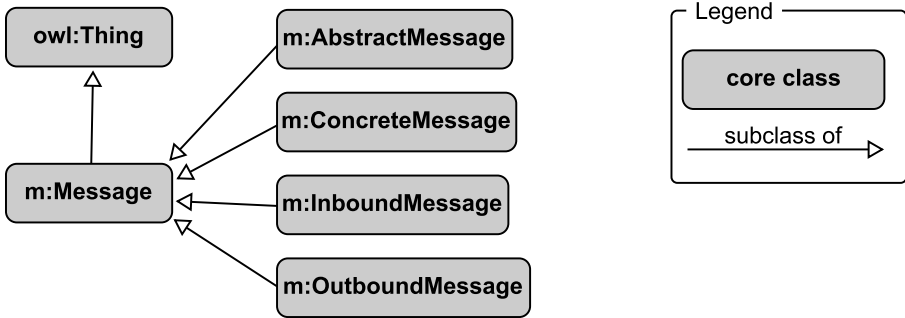 owl:Thing
m:Message
m:AbstractMessage
m:ConcreteMessage
m:InboundMessage
m:OutboundMessage
Legend
core class
subclass of